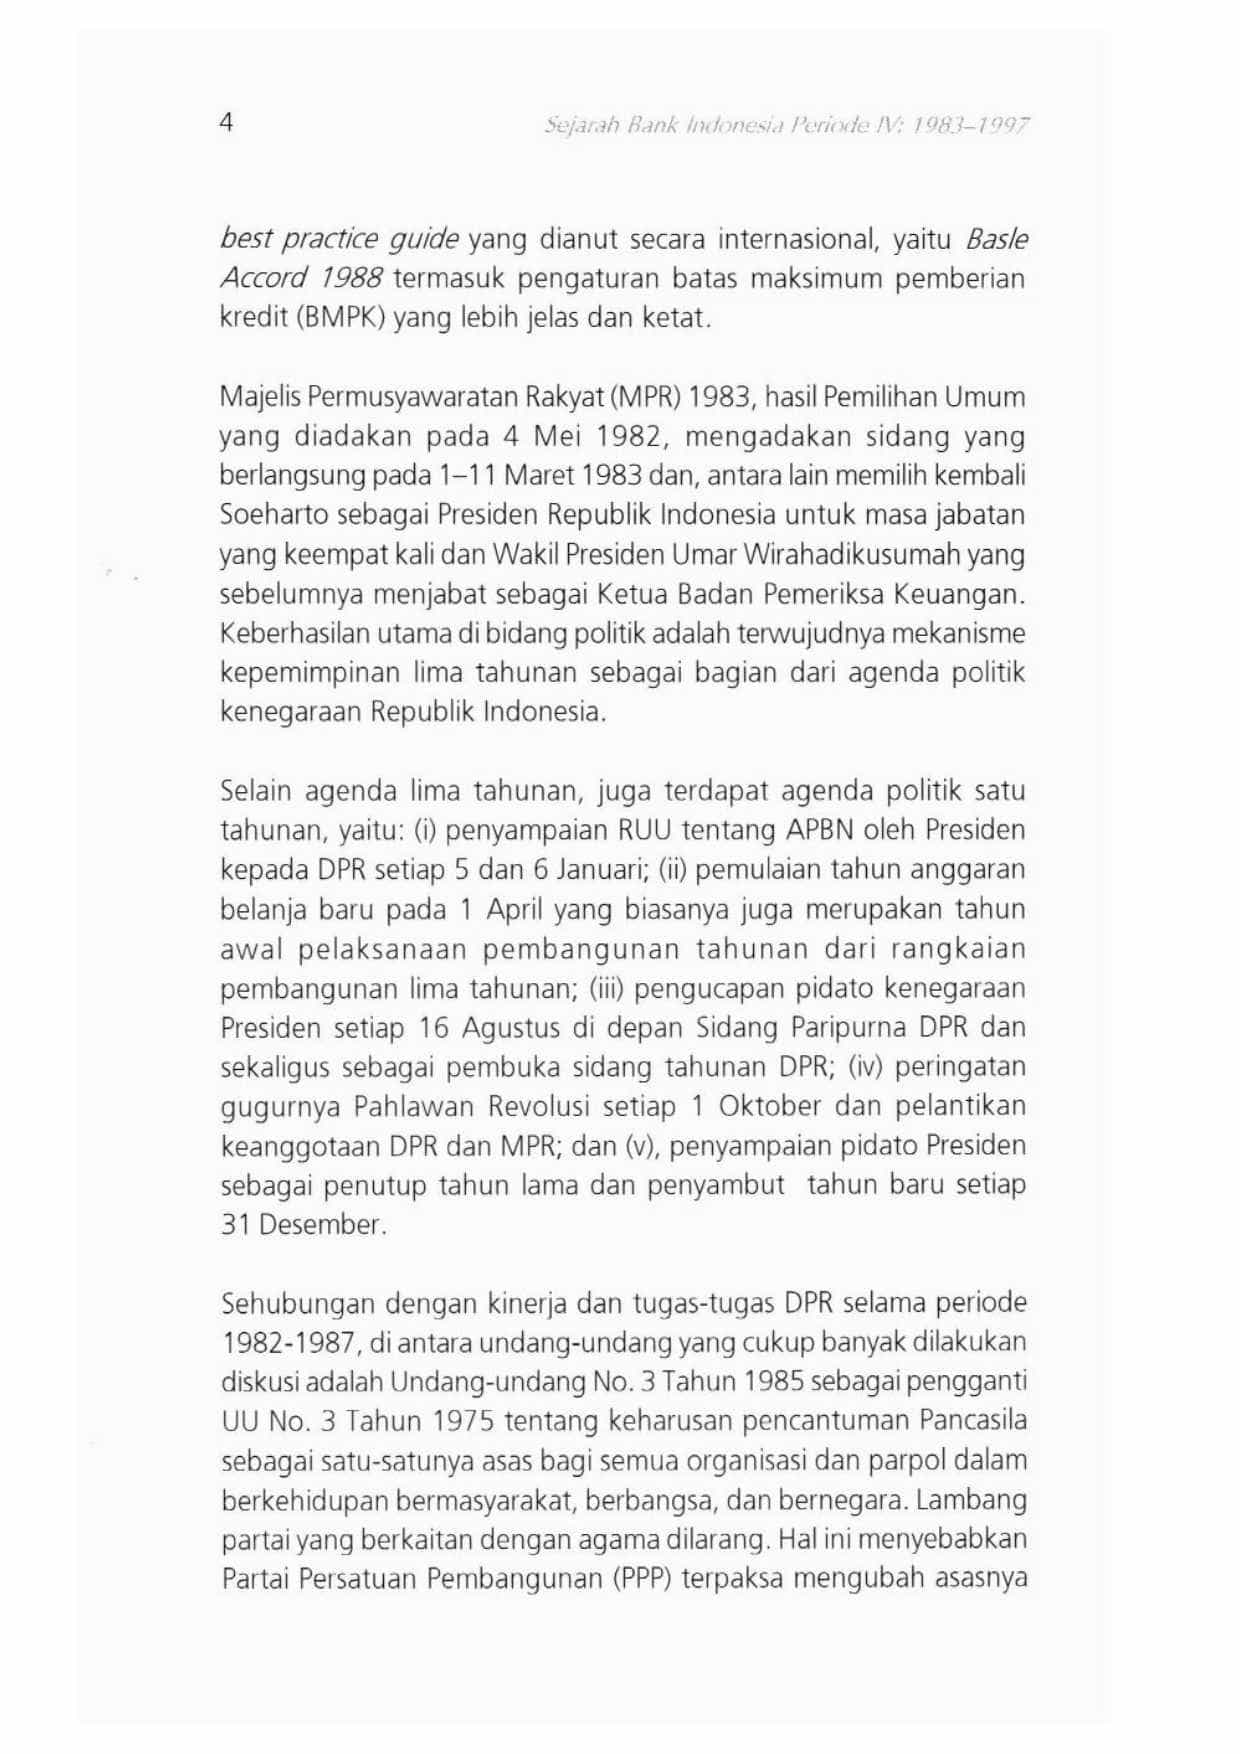 4
Sejarah Bank Indonesia Periode IV: 1983–1997
best practice guide yang dianut secara internasional, yaitu Basle
Accord 1988 termasuk pengaturan batas maksimum pemberian
kredit (BMPK) yang lebih jelas dan ketat.
Majelis Permusyawaratan Rakyat (MPR) 1983, hasil Pemilihan Umum
yang diadakan pada 4 Mei 1982, mengadakan sidang yang
berlangsung pada 1–11 Maret 1983 dan, antara lain memilih kembali
Soeharto sebagai Presiden Republik Indonesia untuk masa jabatan
yang keempat kali dan Wakil Presiden Umar Wirahadikusumah yang
sebelumnya menjabat sebagai Ketua Badan Pemeriksa Keuangan.
Keberhasilan utama di bidang politik adalah terwujudnya mekanisme
kepemimpinan lima tahunan sebagai bagian dari agenda politik
kenegaraan Republik Indonesia.
Selain agenda lima tahunan, juga terdapat agenda politik satu
tahunan, yaitu: (i) penyampaian RUU tentang APBN oleh Presiden
kepada DPR setiap 5 dan 6 Januari; (ii) pemulaian tahun anggaran
belanja baru pada 1 April yang biasanya juga merupakan tahun
awal pelaksanaan pembangunan tahunan dari rangkaian
pembangunan lima tahunan; (iii) pengucapan pidato kenegaraan
Presiden setiap 16 Agustus di depan Sidang Paripurna DPR dan
sekaligus sebagai pembuka sidang tahunan DPR; (iv) peringatan
gugurnya Pahlawan Revolusi setiap 1 Oktober dan pelantikan
keanggotaan DPR dan MPR; dan (v), penyampaian pidato Presiden
sebagai penutup tahun lama dan penyambut tahun baru setiap
31 Desember.
Sehubungan dengan kinerja dan tugas-tugas DPR selama periode
1982-1987, di antara undang-undang yang cukup banyak dilakukan
diskusi adalah Undang-undang No. 3 Tahun 1985 sebagai pengganti
UU No. 3 Tahun 1975 tentang keharusan pencantuman Pancasila
sebagai satu-satunya asas bagi semua organisasi dan parpol dalam
berkehidupan bermasyarakat, berbangsa, dan bernegara. Lambang
partai yang berkaitan dengan agama dilarang. Hal ini menyebabkan
Partai Persatuan Pembangunan (PPP) terpaksa mengubah asasnya